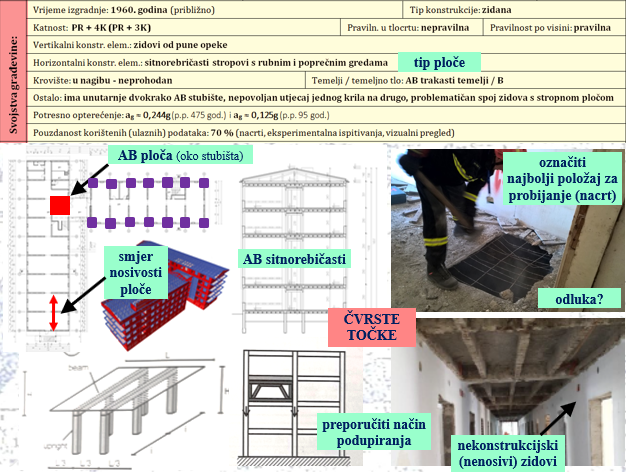 Svojstva građevine:
Vrijeme izgradnje: 1960. godina (približno)
Tip konstrukcije: zidana
Katnost: PR + 4K (PR + 3K)
Praviln. u tlocrtu: nepravilna
Pravilnost po visini: pravilna
Vertikalni konstr. elem.: zidovi od pune opeke
Horizontalni konstr. elem.: sitnorebričasti stropovi s rubnim i poprečnim gredama
tip ploče
Krovište: u nagibu - neprohodan
Temelji / temeljno tlo: AB trakasti temelji / B
Ostalo: ima unutarnje dvokrako AB stubište, nepovoljan utjecaj jednog krila na drugo, problematičan spoj zidova s stropnom pločom
Potresno opterećenje: ag ≈ 0,244g (p.p. 475 god.) i ag ≈ 0,125g (p.p. 95 god.)
Pouzdanost korištenih (ulaznih) podataka: 70 % (nacrti, eksperimentalna ispitivanja, vizualni pregled)
AB ploča (oko stubišta)
označiti
najbolji položaj za
probijanje (nacrt)
smjer
nosivosti
ploče
AB sitnorebičasti
odluka?
ČVRSTE
TOČKE
L
preporučiti način
podupiranja
nekonstrukcijski
(nenosivi) zidovi